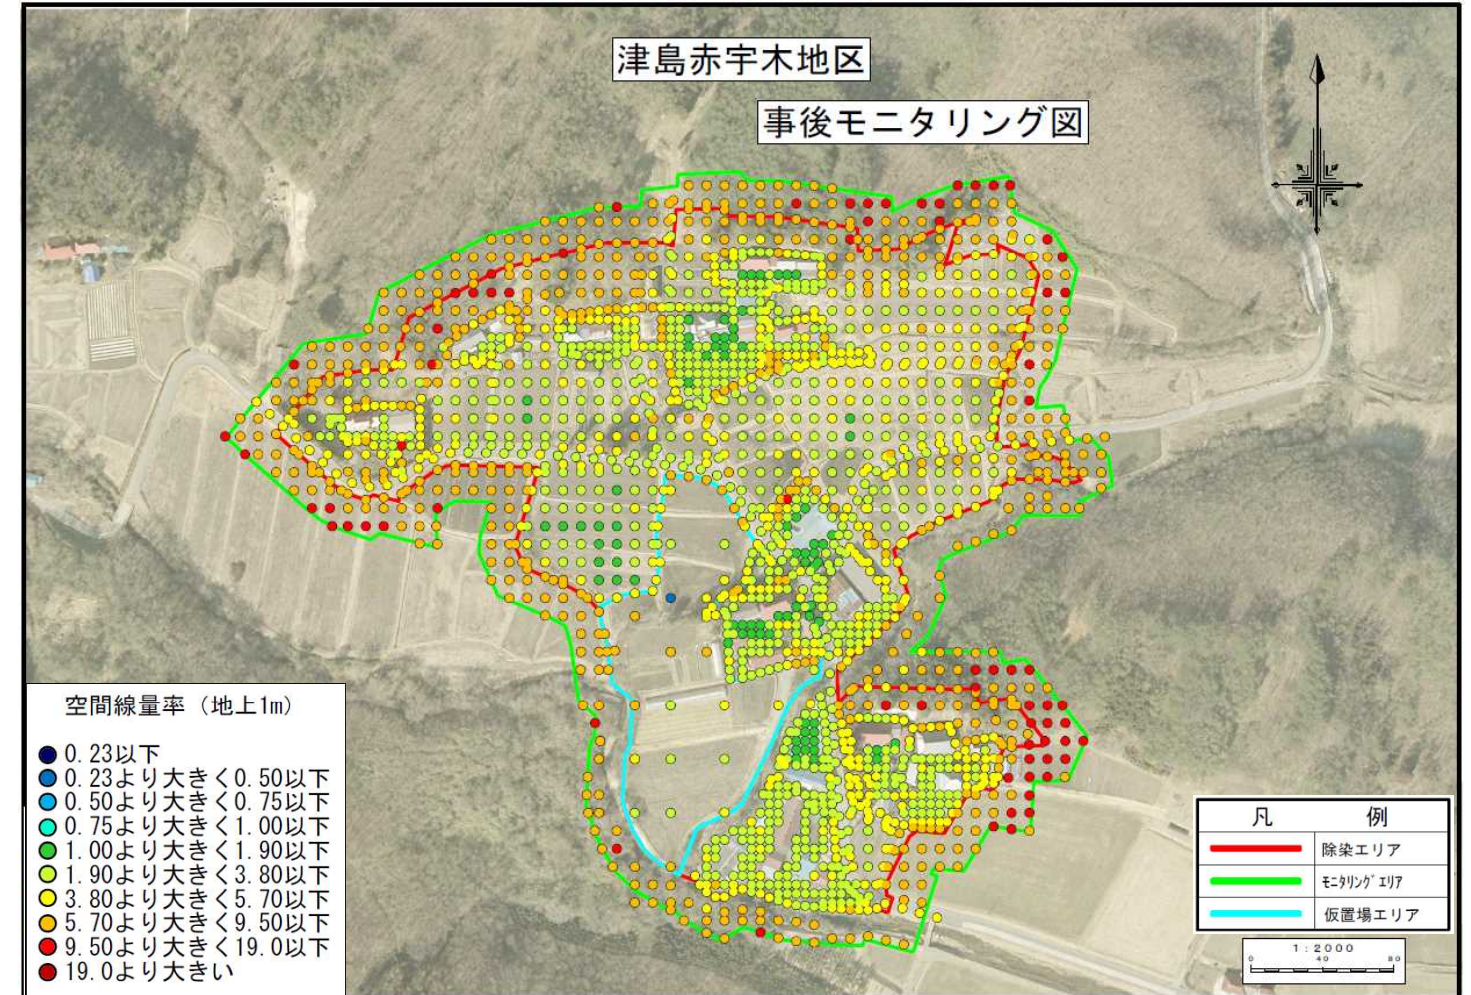 津島赤宇木地区
事後モニタリング図
空間線量率（地上1m）
0.23以下
0.23より大きく0.50以下
0.50より大きく0.75以下
0.75より大きく1.00以下
1.00より大きく1.90以下
1.90より大きく3.80以下
3.80より大きく5.70以下
5.70より大きく9.50以下
9.50より大きく19.0以下
19.0より大きい
凡　例
除染エリア
ﾓﾆﾀﾘﾝｸﾞｴﾘｱ
仮置場エリア
1:2000
0 40 80